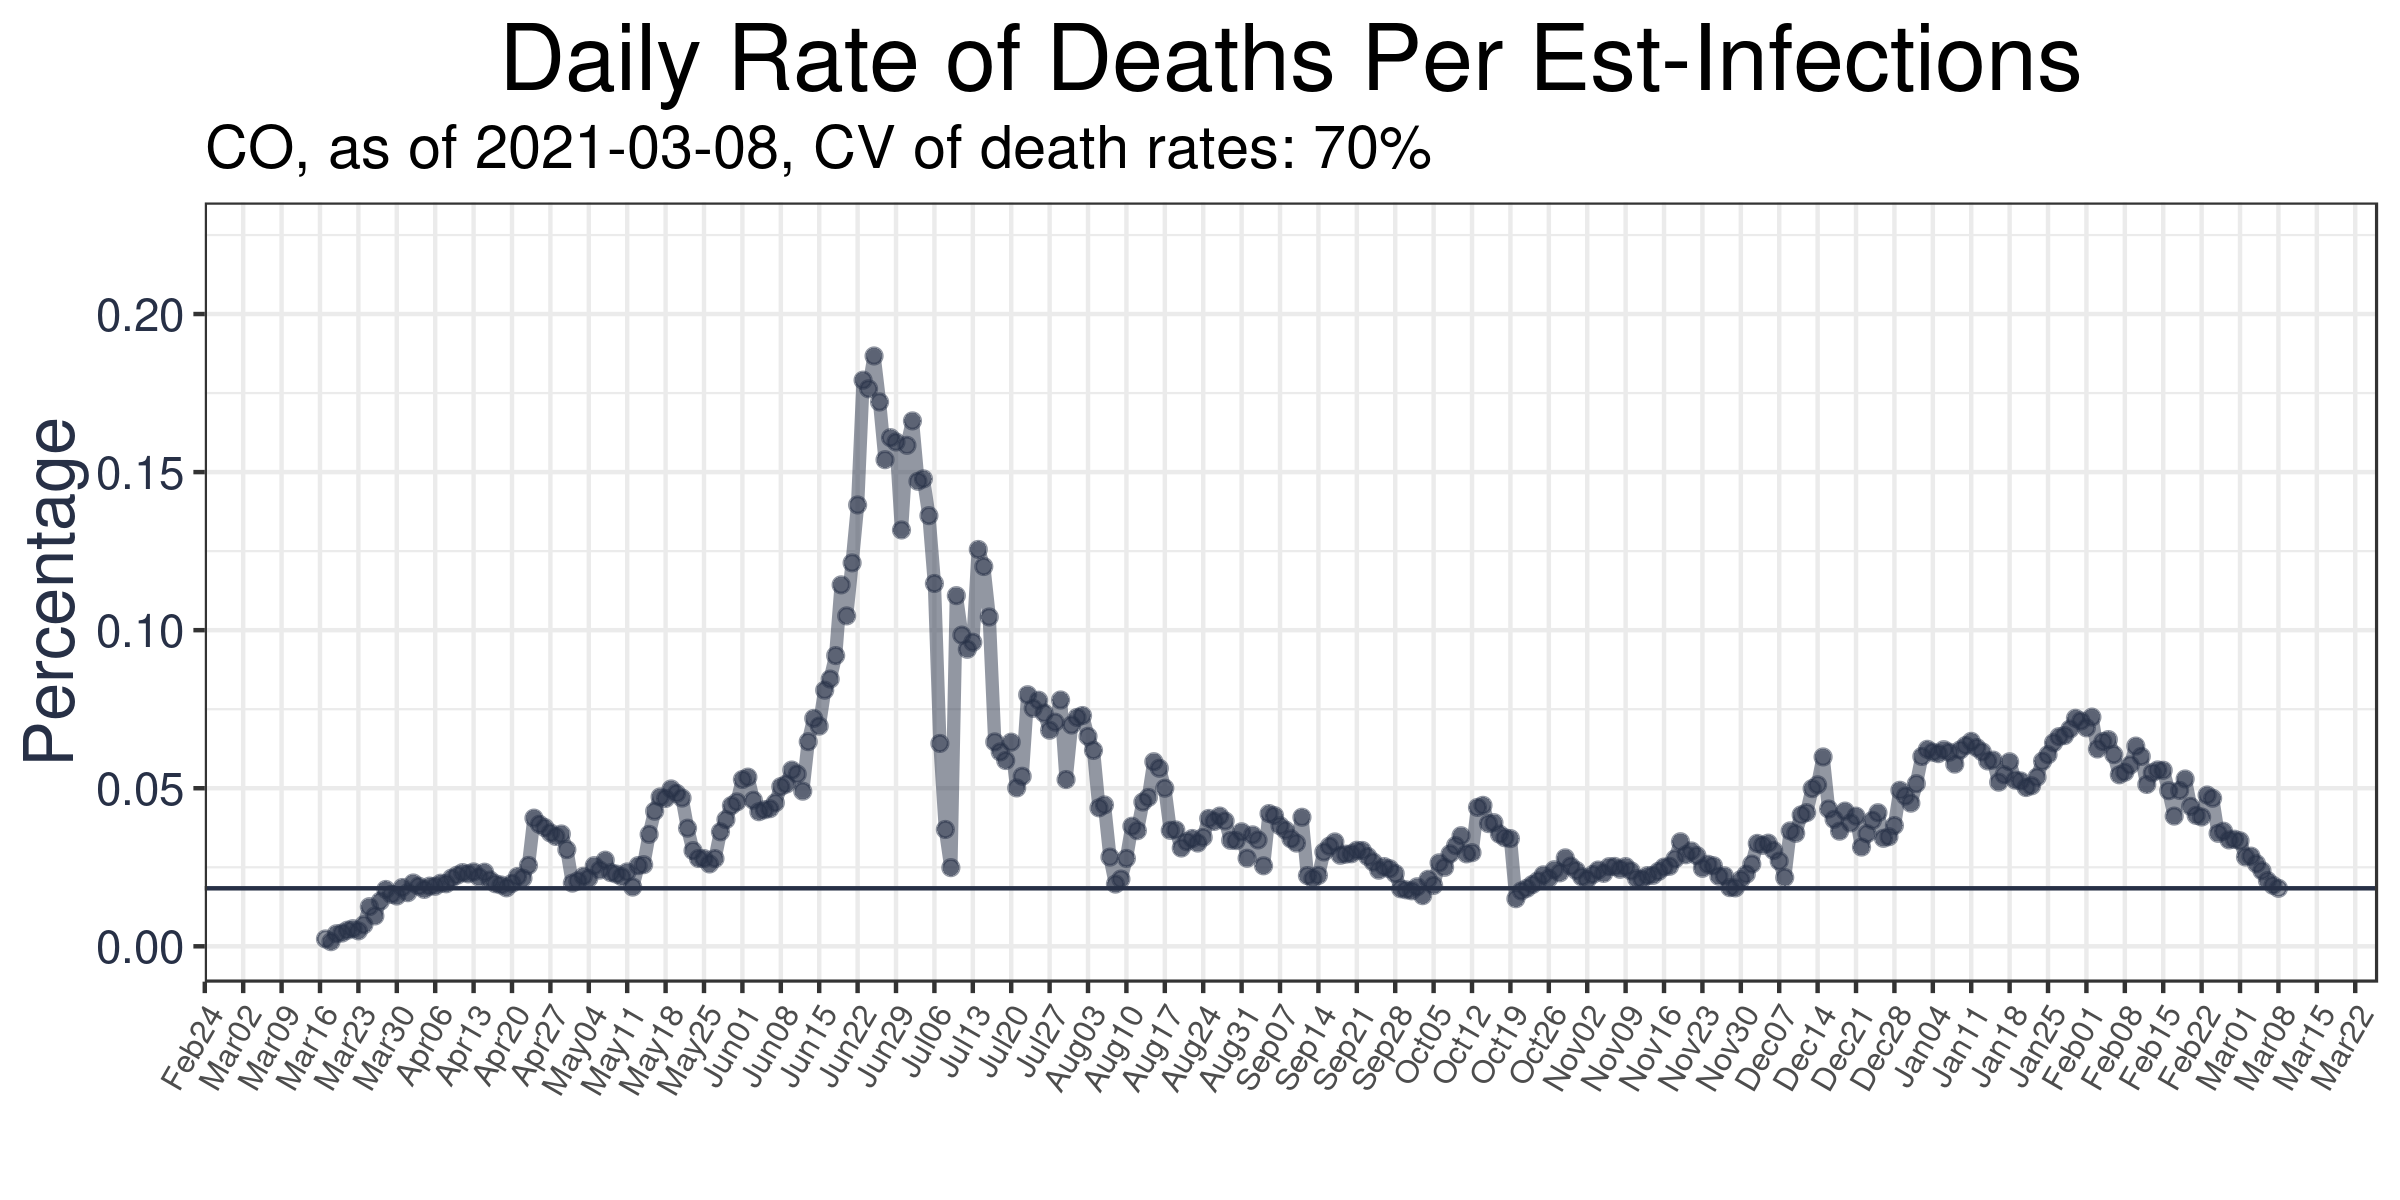 Daily Rate of Deaths Per Est-Infections
CO, as of 2021-03-08, CV of death rates: 70%
Percentage
0.20
0.15
0.10
0.05
0.00
Feb24
Mar02
Mar09
Mar16
Mar23
Mar30
Apr06
Apr13
Apr20
Apr27
May04
May11
May18
May25
Jun01
Jun08
Jun15
Jun22
Jun29
Jul06
Jul13
Jul20
Jul27
Aug03
Aug10
Aug17
Aug24
Aug31
Sep07
Sep14
Sep21
Sep28
Oct05
Oct12
Oct19
Oct26
Nov02
Nov09
Nov16
Nov23
Nov30
Dec07
Dec14
Dec21
Dec28
Jan04
Jan11
Jan18
Jan25
Feb01
Feb08
Feb15
Feb22
Mar01
Mar08
Mar15
Mar22